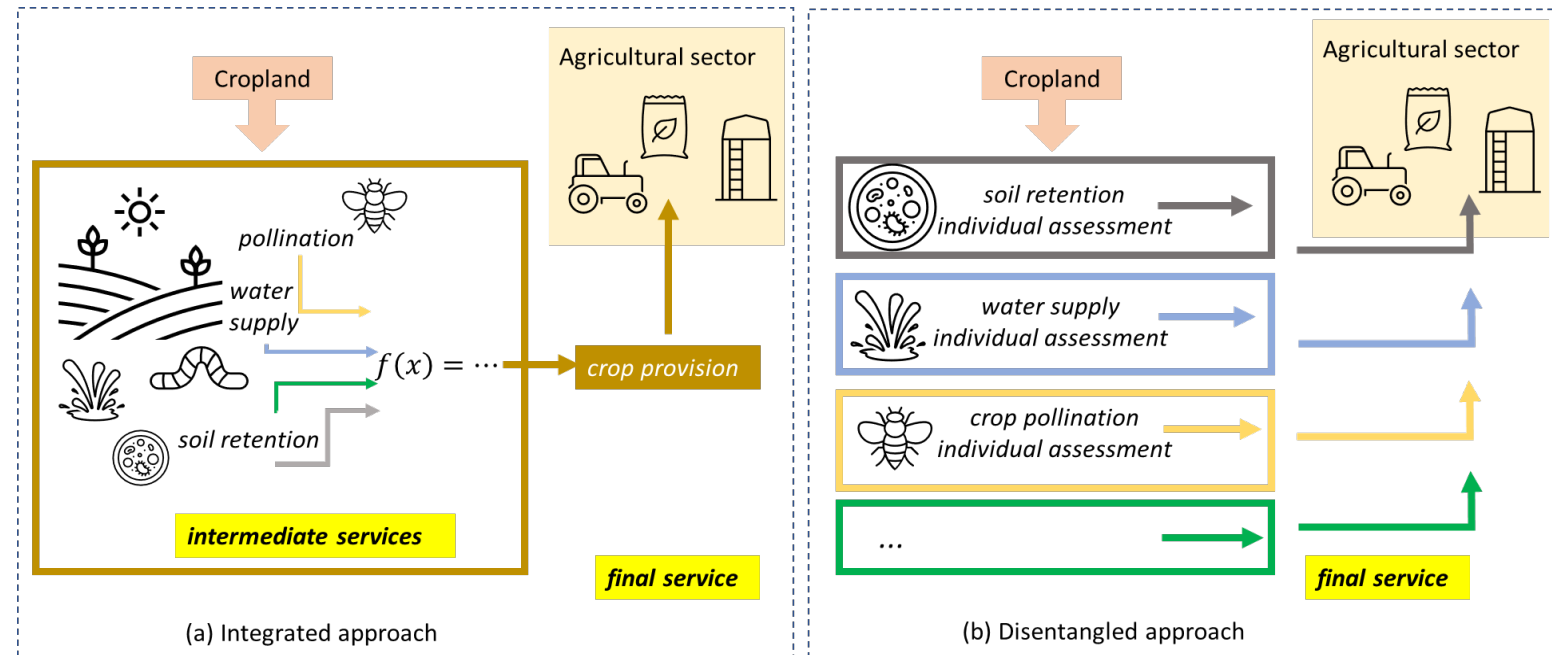 Cropland
Agricultural sector
pollination
water
supply
f(x) = ⋯
crop provision
soil retention
intermediate services
final service
(a) Integrated approach
Cropland
Agricultural sector
soil retention
individual assessment
water supply
individual assessment
crop pollination
individual assessment
...
final service
(b) Disentangled approach